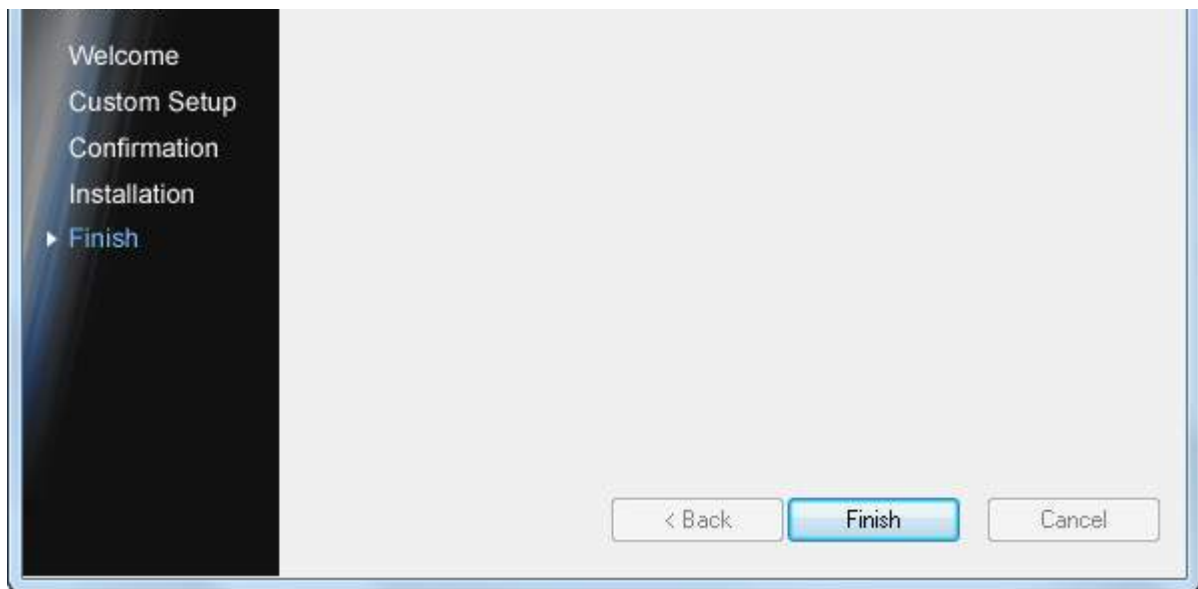 Welcome
Custom Setup
Confirmation
Installation
Finish
< Back
Finish
Cancel